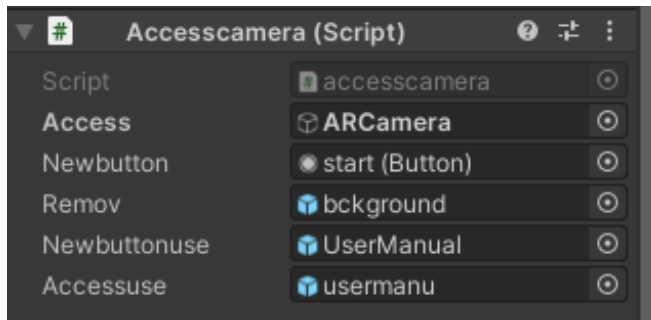 # Accesscamera (Script)
Script # accesscamera
Access ARCamera
Newbutton start (Button)
Remov bckground
Newbuttonuse UserManual
Accessuse usermanu